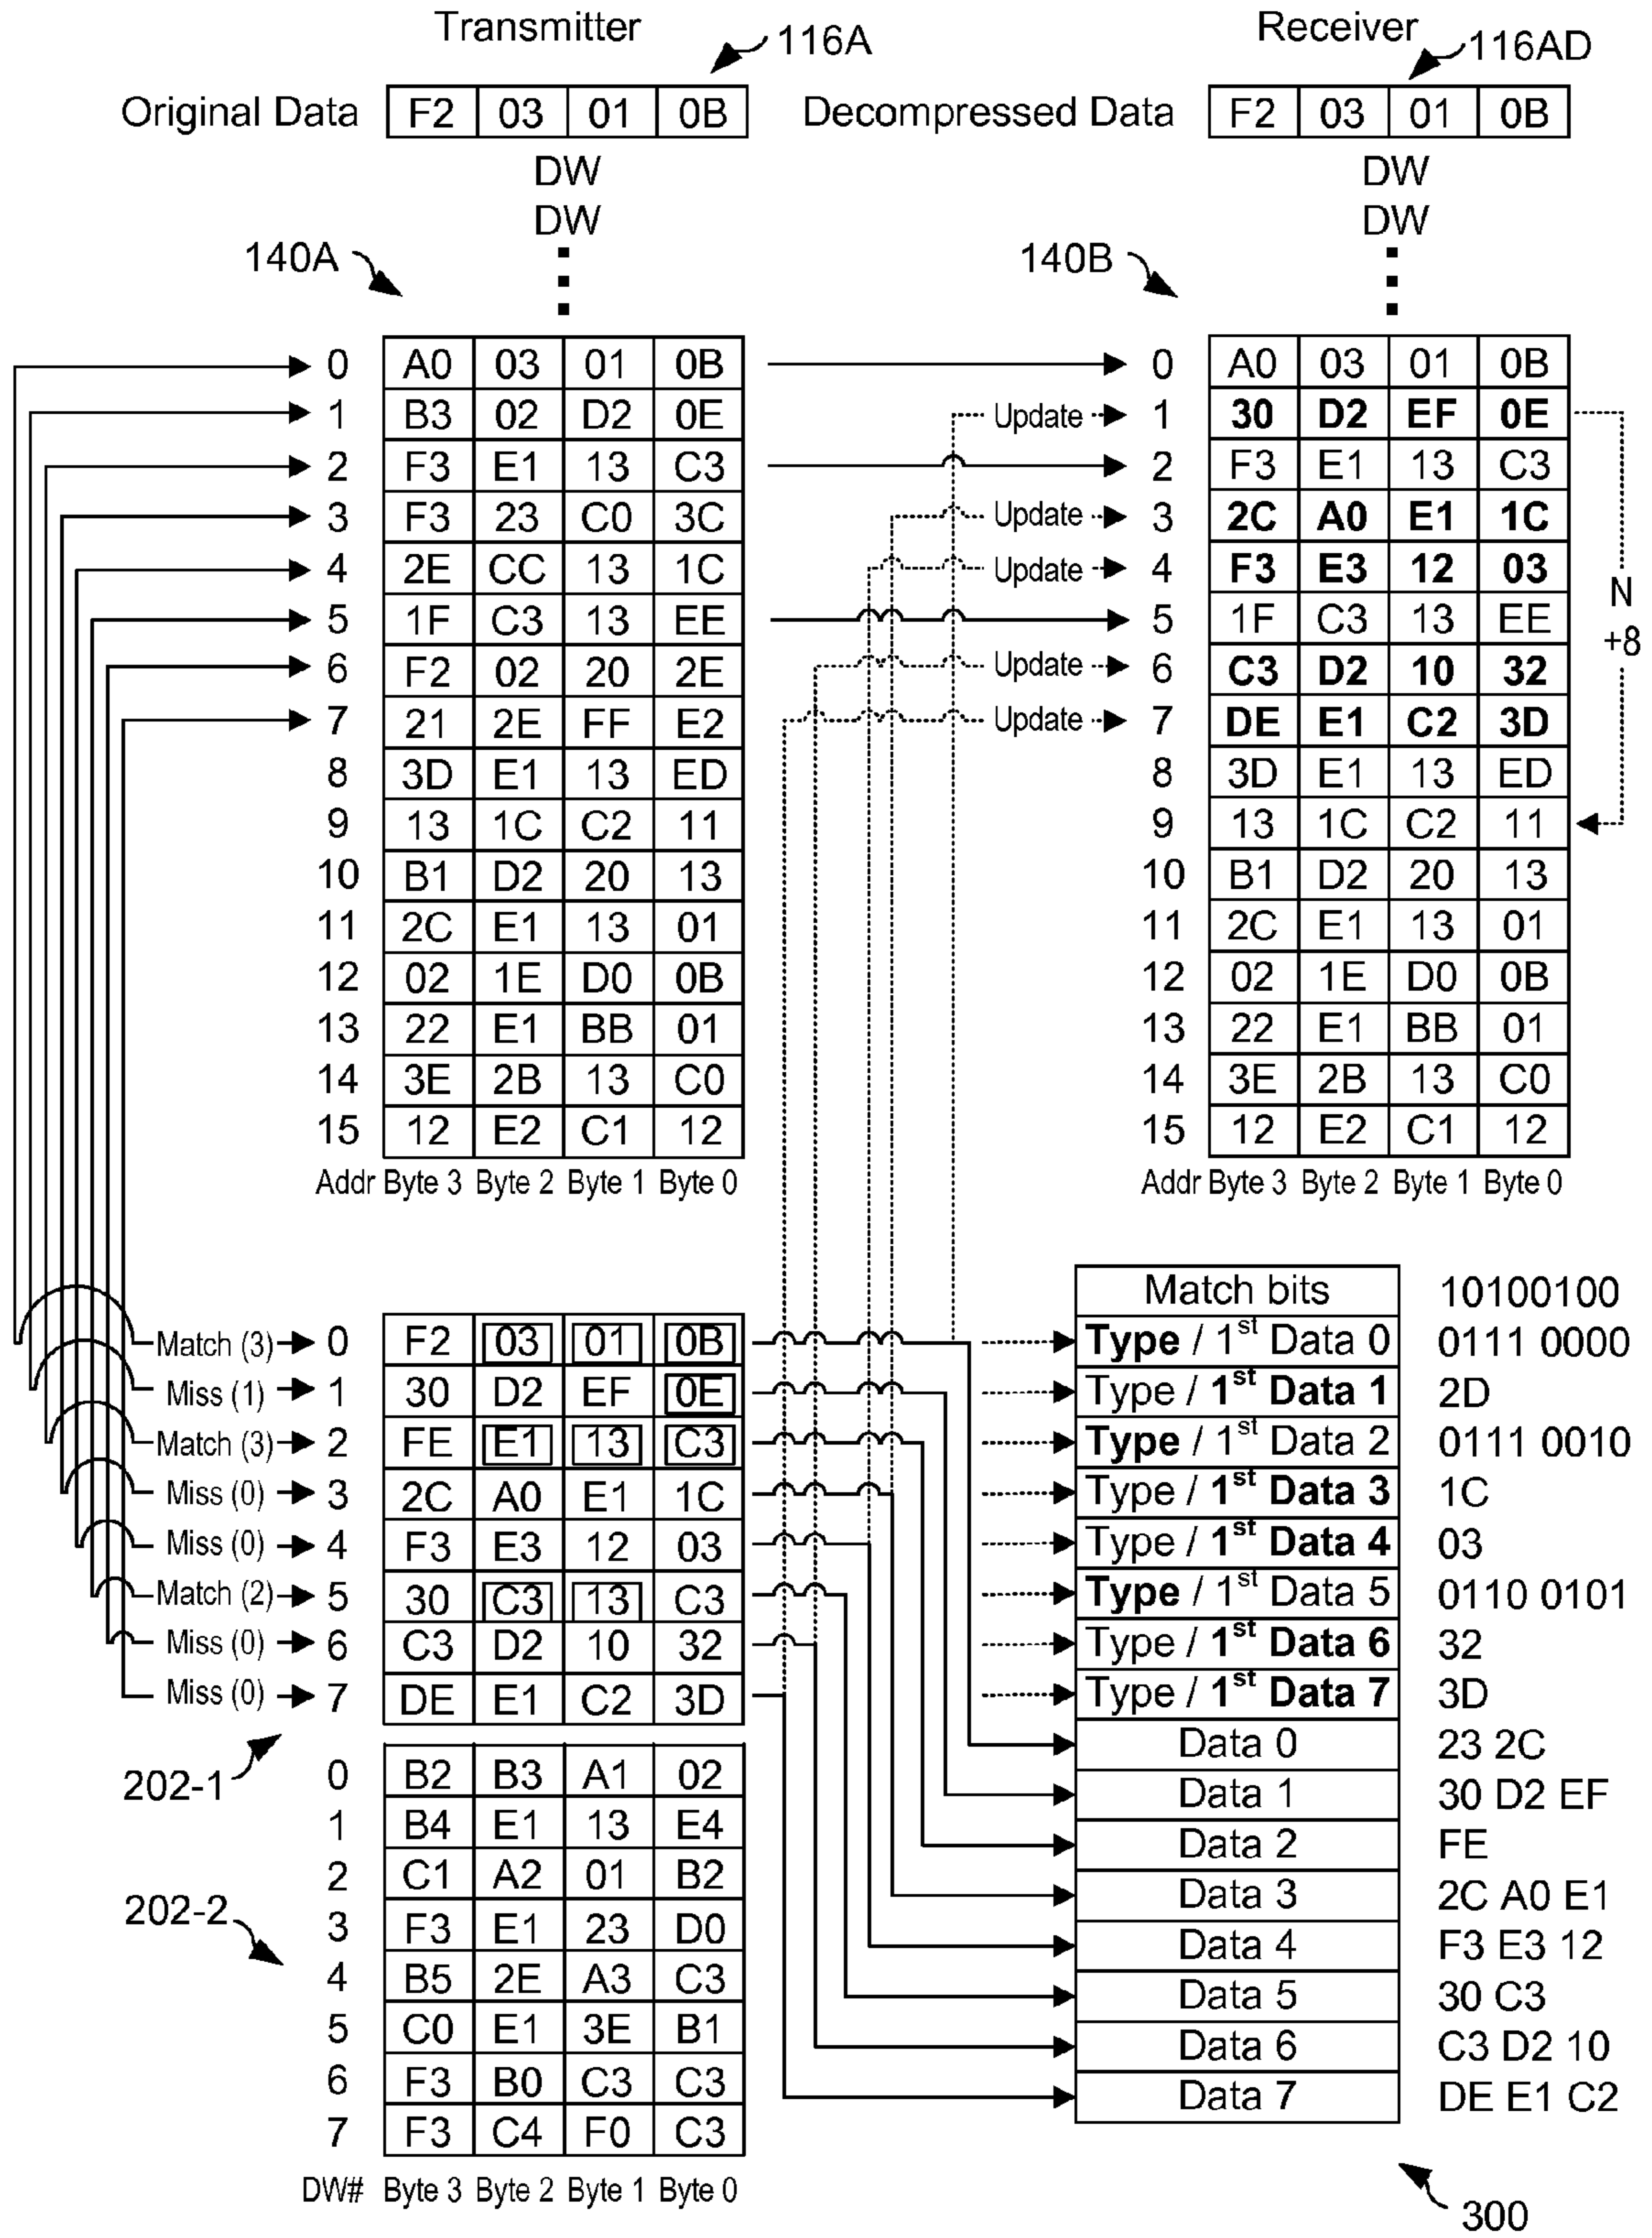 Transmitter Receiver
116A 116AD
Original Data F2 03 01 0B Decompressed Data F2 03 01 0B
DW DW
DW DW
140A 140B
0 A0 03 01 0B 0 A0 03 01 0B
1 B3 02 D2 0E Update 1 30 D2 EF 0E
2 F3 E1 13 C3 2 F3 E1 13 C3
3 F3 23 C0 3C Update 3 2C A0 E1 1C
4 2E CC 13 1C Update 4 F3 E3 12 03
5 1F C3 13 EE 5 1F C3 13 EE
6 F2 02 20 2E Update 6 C3 D2 10 32
7 21 2E FF E2 Update 7 DE E1 C2 3D
N
+8
8 3D E1 13 ED 8 3D E1 13 ED
9 13 1C C2 11 9 13 1C C2 11
10 B1 D2 20 13 10 B1 D2 20 13
11 2C E1 13 01 11 2C E1 13 01
12 02 1E D0 0B 12 02 1E D0 0B
13 22 E1 BB 01 13 22 E1 BB 01
14 3E 2B 13 C0 14 3E 2B 13 C0
15 12 E2 C1 12 15 12 E2 C1 12
Addr Byte 3 Byte 2 Byte 1 Byte 0 Addr Byte 3 Byte 2 Byte 1 Byte 0
Match bits 10100100
Match (3) 0 F2 03 01 0B Type / 1st Data 0 0111 0000
Miss (1) 1 30 D2 EF 0E Type / 1st Data 1 2D
Match (3) 2 FE E1 13 C3 Type / 1st Data 2 0111 0010
Miss (0) 3 2C A0 E1 1C Type / 1st Data 3 1C
Miss (0) 4 F3 E3 12 03 Type / 1st Data 4 03
Match (2) 5 30 C3 13 C3 Type / 1st Data 5 0110 0101
Miss (0) 6 C3 D2 10 32 Type / 1st Data 6 32
Miss (0) 7 DE E1 C2 3D Type / 1st Data 7 3D
202-1
Data 0 23 2C
0 B2 B3 A1 02
Data 1 30 D2 EF
1 B4 E1 13 E4
Data 2 FE
2 C1 A2 01 B2
Data 3 2C A0 E1
202-2
3 F3 E1 23 D0
Data 4 F3 E3 12
4 B5 2E A3 C3
Data 5 30 C3
5 C0 E1 3E B1
Data 6 C3 D2 10
6 F3 B0 C3 C3
Data 7 DE E1 C2
7 F3 C4 F0 C3
DW# Byte 3 Byte 2 Byte 1 Byte 0
300